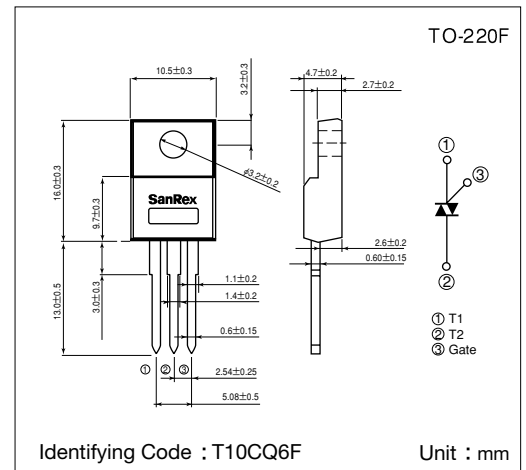 TO-220F
10.5±0.3
3.2±0.3
4.7±0.2
2.7±0.2
16.0±0.3
9.7±0.3
φ3.2±0.2
SanRex
13.0±0.5
3.0±0.3
1.1±0.2
1.4±0.2
0.6±0.15
2.54±0.25
5.08±0.5
① ② ③
2.6±0.2
0.60±0.15
①
③
②
① T1
② T2
③ Gate
Identifying Code：T10CQ6F
Unit：mm